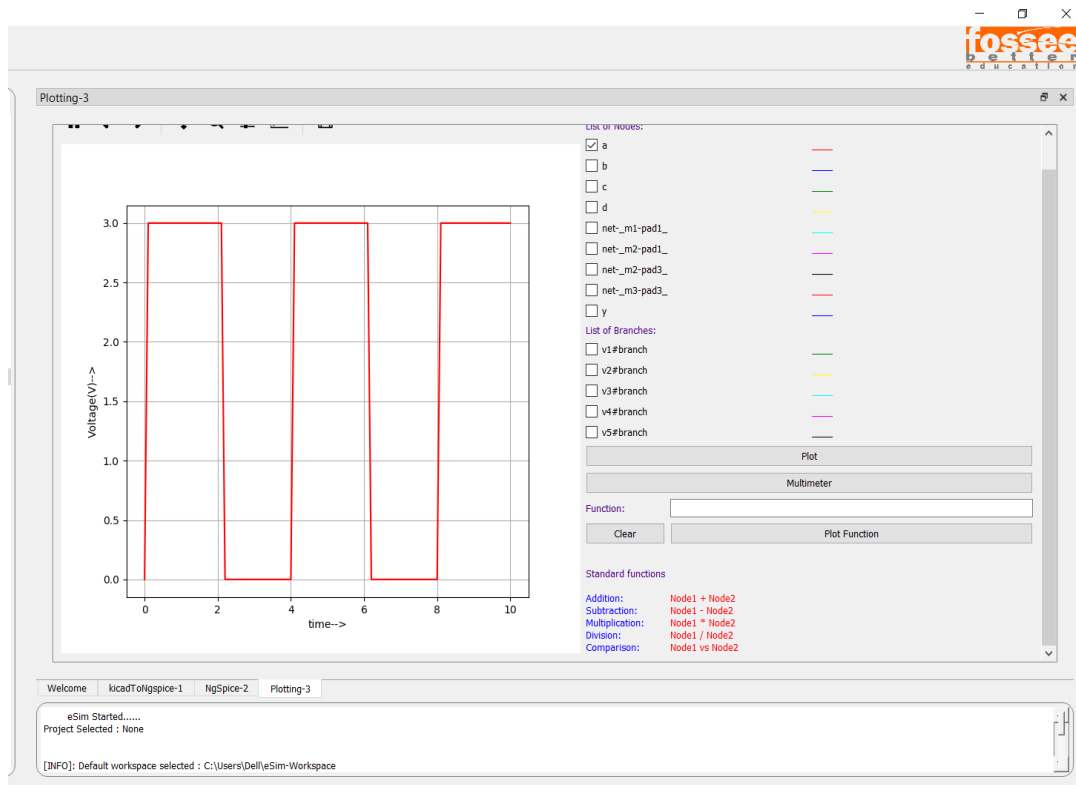 fossee
better
education
Plotting-3
List of Nodes:
a
b
c
d
net-_m1-pad1_
net-_m2-pad1_
net-_m2-pad3_
net-_m3-pad3_
y
List of Branches:
v1#branch
v2#branch
v3#branch
v4#branch
v5#branch
Plot
Multimeter
Function:
Clear Plot Function
Standard functions
Addition: Node1 + Node2
Subtraction: Node1 - Node2
Multiplication: Node1 * Node2
Division: Node1 / Node2
Comparison: Node1 vs Node2
3.0
2.5
2.0
1.5
1.0
0.5
0.0
Voltage(V)-->
0 2 4 6 8 10
time-->
Welcome kicadToNgspice-1 NgSpice-2 Plotting-3
eSim Started......
Project Selected : None
[INFO]: Default workspace selected : C:\Users\Dell\eSim-Workspace